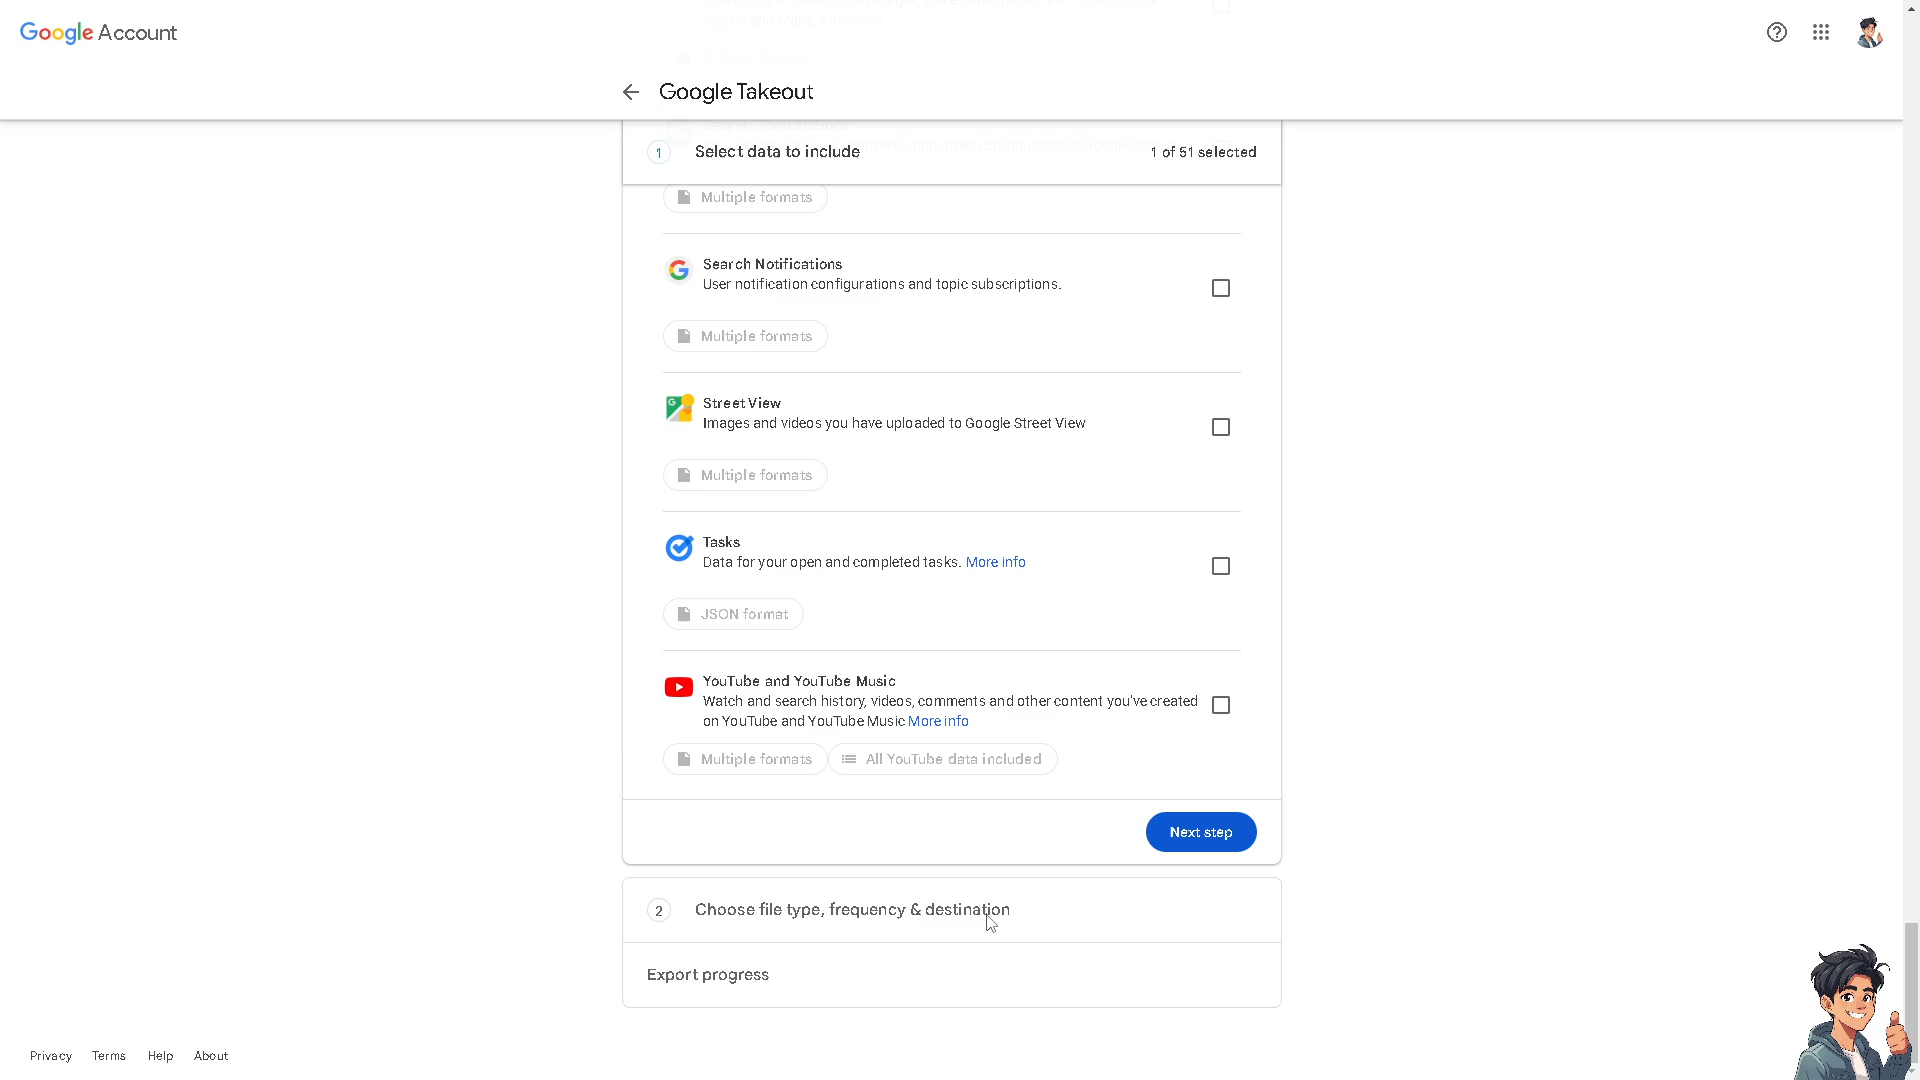 Google Account
Google Takeout
1 Select data to include 1 of 51 selected
Multiple formats
Search Notifications
User notification configurations and topic subscriptions.
Multiple formats
Street View
Images and videos you have uploaded to Google Street View
Multiple formats
Tasks
Data for your open and completed tasks. More info
JSON format
YouTube and YouTube Music
Watch and search history, videos, comments and other content you've created
on YouTube and YouTube Music More info
Multiple formats All YouTube data included
Next step
2 Choose file type, frequency & destination
Export progress
Privacy Terms Help About